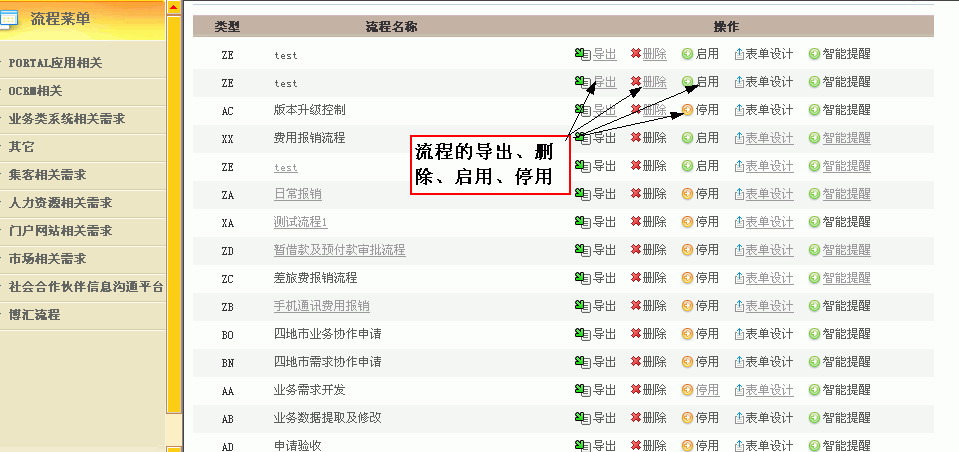 流程菜单
PORTAL应用相关
OCRM相关
业务类系统相关需求
其它
集客相关需求
人力资源相关需求
门户网站相关需求
市场相关需求
社会合作伙伴信息沟通平台
博汇流程
类型 流程名称 操作
ZE test 导出 删除 启用 表单设计 智能提醒
ZE test 导出 删除 启用 表单设计 智能提醒
AC 版本升级控制 导出 删除 停用 表单设计 智能提醒
XX 费用报销流程 导出 删除 启用 表单设计 智能提醒
流程的导出、删
除、启用、停用
ZE test 导出 删除 启用 表单设计 智能提醒
ZA 日常报销 导出 删除 停用 表单设计 智能提醒
XA 测试流程1 导出 删除 停用 表单设计 智能提醒
ZD 暂借款及预付款审批流程 导出 删除 停用 表单设计 智能提醒
ZC 差旅费报销流程 导出 删除 停用 表单设计 智能提醒
ZB 手机通讯费用报销 导出 删除 停用 表单设计 智能提醒
BO 四地市业务协作申请 导出 删除 停用 表单设计 智能提醒
BN 四地市需求协作申请 导出 删除 停用 表单设计 智能提醒
AA 业务需求开发 导出 删除 停用 表单设计 智能提醒
AB 业务数据提取及修改 导出 删除 停用 表单设计 智能提醒
AD 申请验收 导出 删除 停用 表单设计 智能提醒